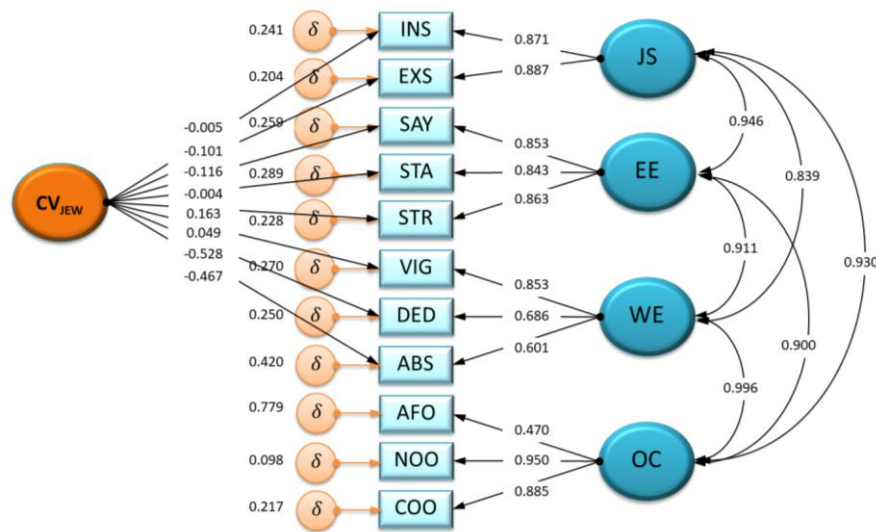 0.241 δ INS 0.871 JS
0.204 δ EXS 0.887
0.259 δ SAY 0.853 0.946
-0.005
-0.101
-0.116 0.289 δ STA 0.843 EE 0.839
-0.004
CV_JEW 0.163 0.228 δ STR 0.863
0.049 0.911 0.930
-0.528
-0.467 0.270 δ VIG 0.853
0.250 δ DED 0.686 WE
0.900
0.420 δ ABS 0.601 0.996
0.779 δ AFO 0.470
0.098 δ NOO 0.950 OC
0.217 δ COO 0.885